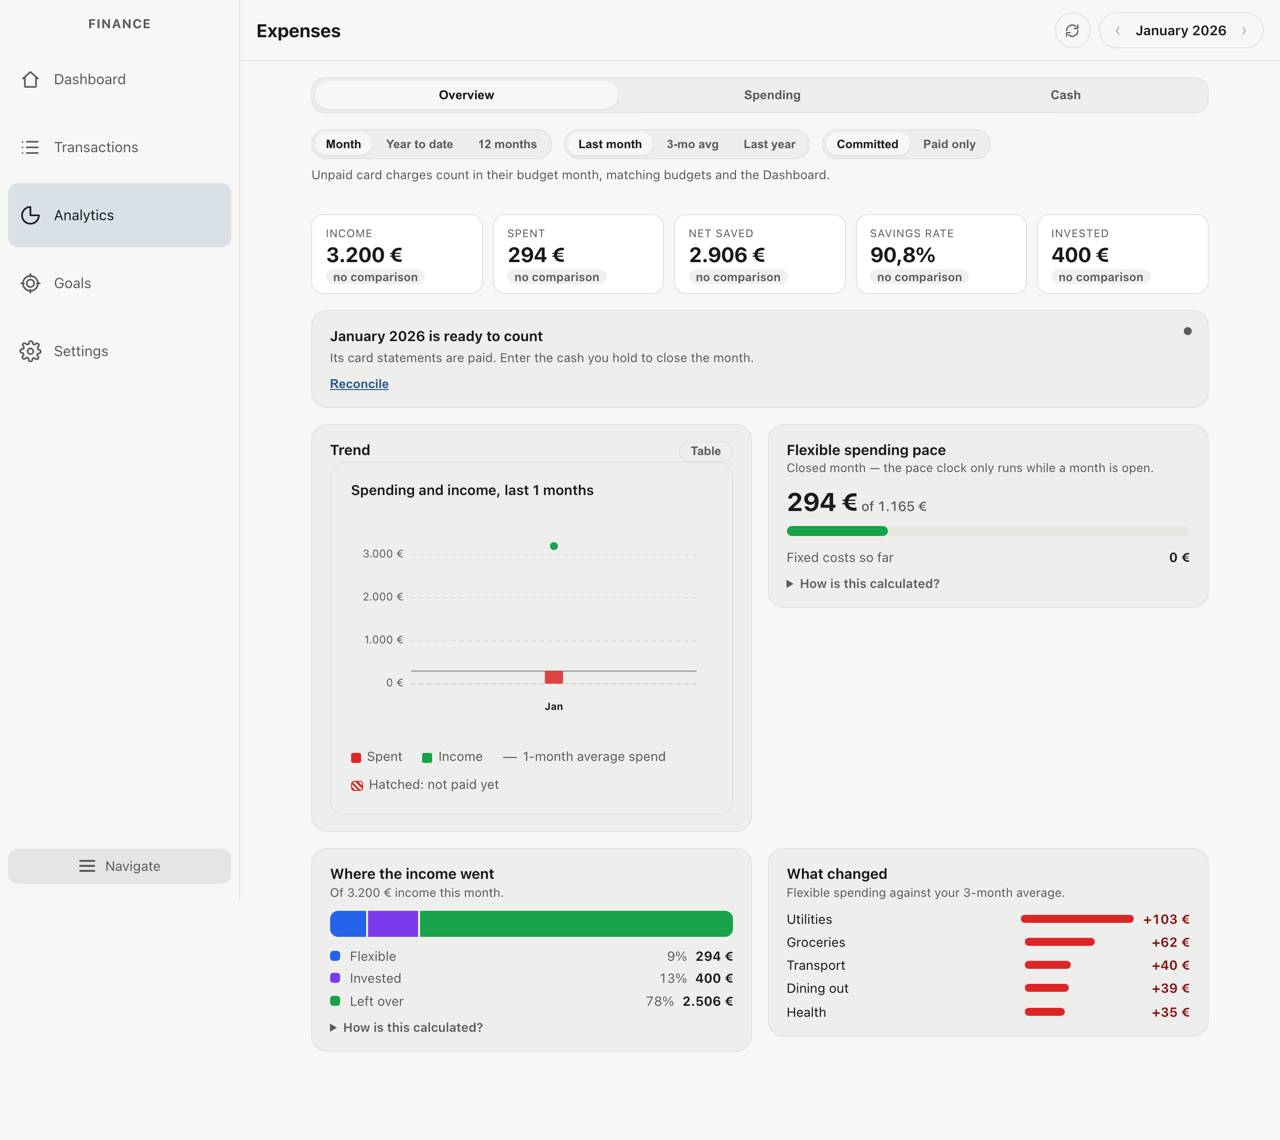 FINANCE
Dashboard
Transactions
Analytics
Goals
Settings
Navigate
Expenses
January 2026
Overview
Spending
Cash
Month
Year to date
12 months
Last month
3-mo avg
Last year
Committed
Paid only
Unpaid card charges count in their budget month, matching budgets and the Dashboard.
INCOME
3.200 €
no comparison
SPENT
294 €
no comparison
NET SAVED
2.906 €
no comparison
SAVINGS RATE
90,8%
no comparison
INVESTED
400 €
no comparison
January 2026 is ready to count
Its card statements are paid. Enter the cash you hold to close the month.
Reconcile
Trend
Table
Spending and income, last 1 months
3.000 €
2.000 €
1.000 €
0 €
Jan
Spent
Income
1-month average spend
Hatched: not paid yet
Flexible spending pace
Closed month — the pace clock only runs while a month is open.
294 € of 1.165 €
Fixed costs so far 0 €
How is this calculated?
Where the income went
Of 3.200 € income this month.
Flexible 9% 294 €
Invested 13% 400 €
Left over 78% 2.506 €
How is this calculated?
What changed
Flexible spending against your 3-month average.
Utilities +103 €
Groceries +62 €
Transport +40 €
Dining out +39 €
Health +35 €